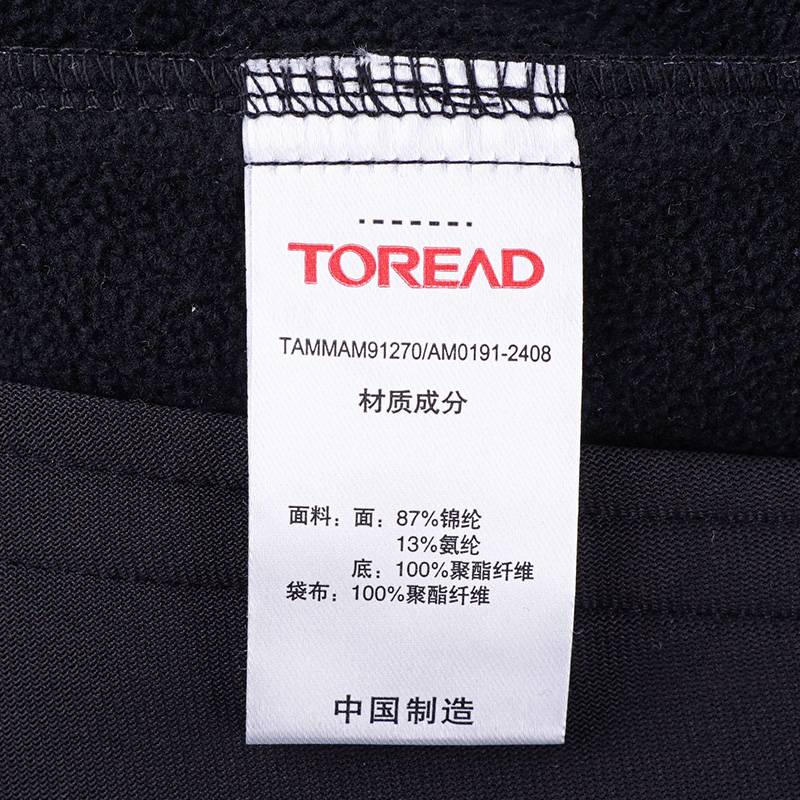 TOREAD
TAMMAM91270/AM0191-2408
材质成分
面料：面：87%锦纶
13%氨纶
底：100%聚酯纤维
袋布：100%聚酯纤维
中国制造